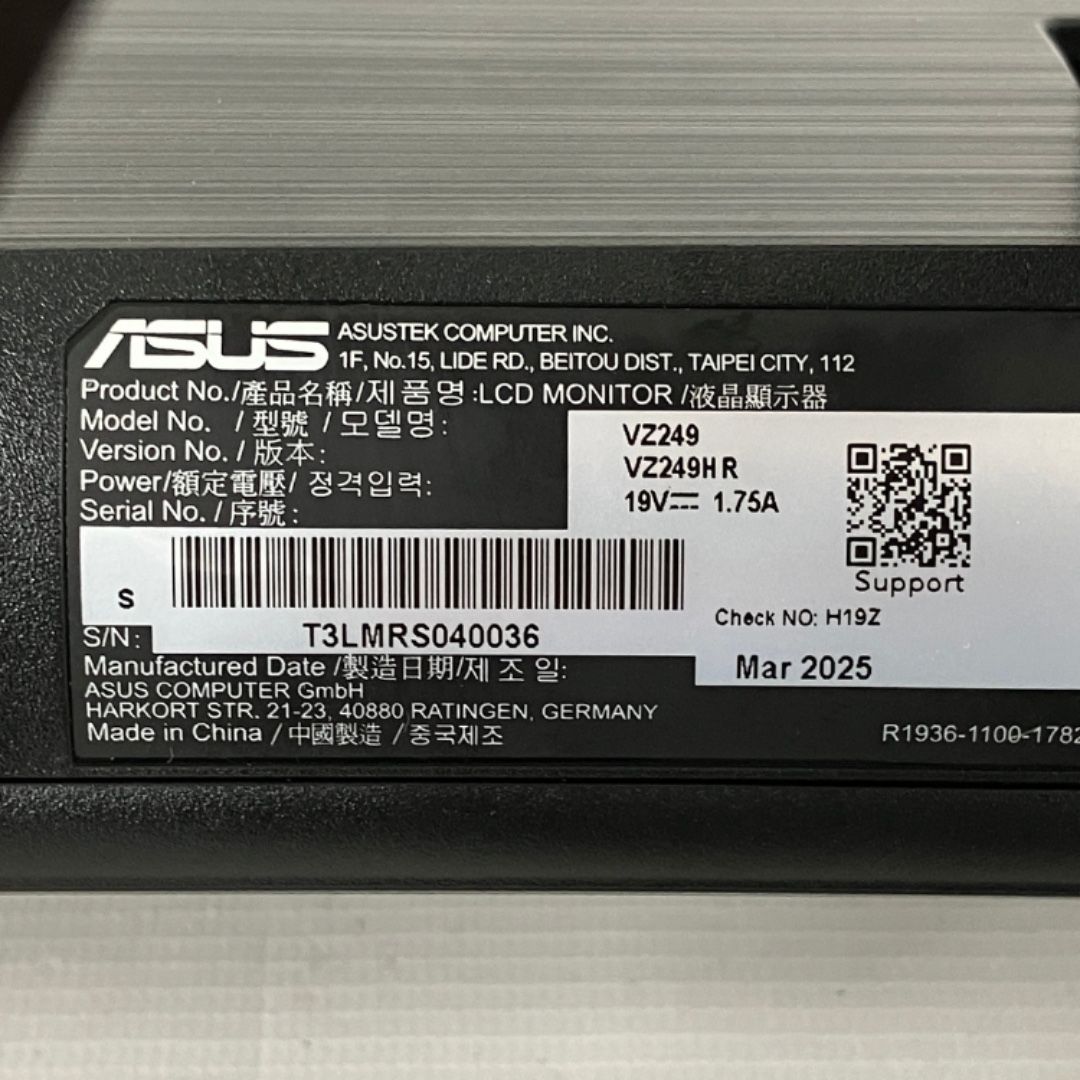 ASUS ASUSTEK COMPUTER INC.
1F, No.15, LIDE RD., BEITOU DIST., TAIPEI CITY, 112
Product No./產品名稱/제품명:LCD MONITOR /液晶顯示器
Model No. / 型號 / 모델명: VZ249
Version No. / 版本: VZ249HR
Power/額定電壓/ 정격입력: 19V⎓ 1.75A
Serial No. / 序號:
Support
S
Check NO: H19Z
S/N: T3LMRS040036
Manufactured Date /製造日期/제 조 일: Mar 2025
ASUS COMPUTER GmbH
HARKORT STR. 21-23, 40880 RATINGEN, GERMANY
Made in China / 中國製造 / 중국제조
R1936-1100-1782